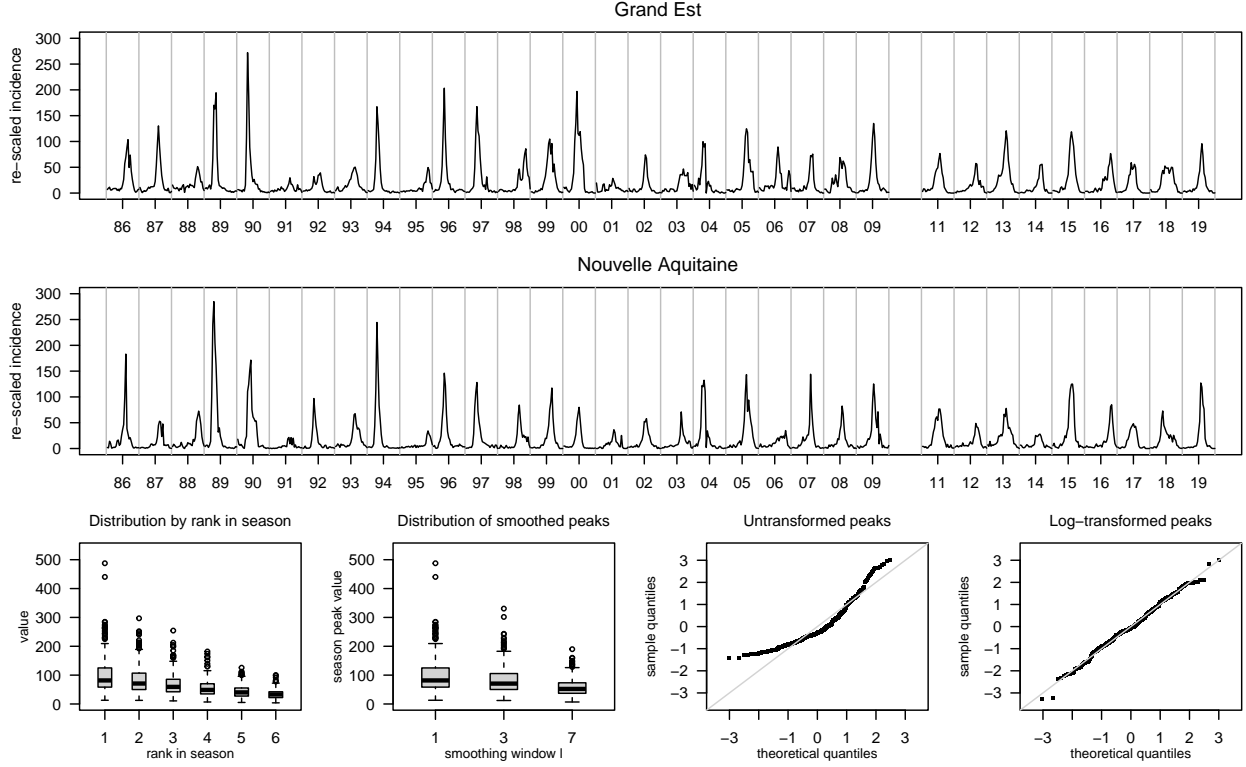 Grand Est
re−scaled incidence
300
250
200
150
100
50
0
86 87 88 89 90 91 92 93 94 95 96 97 98 99 00 01 02 03 04 05 06 07 08 09 11 12 13 14 15 16 17 18 19
Nouvelle Aquitaine
re−scaled incidence
300
250
200
150
100
50
0
86 87 88 89 90 91 92 93 94 95 96 97 98 99 00 01 02 03 04 05 06 07 08 09 11 12 13 14 15 16 17 18 19
Distribution by rank in season
value
500
400
300
200
100
0
1 2 3 4 5 6
rank in season
Distribution of smoothed peaks
season peak value
500
400
300
200
100
0
1 3 7
smoothing window l
Untransformed peaks
sample quantiles
3
2
1
0
−1
−2
−3
−3 −1 0 1 2 3
theoretical quantiles
Log−transformed peaks
sample quantiles
3
2
1
0
−1
−2
−3
−3 −1 0 1 2 3
theoretical quantiles